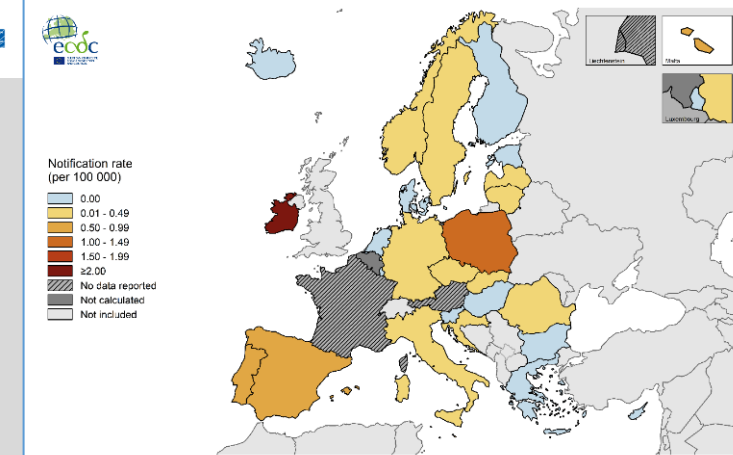 ecdc
Liechtenstein
Malta
Luxembourg
Notification rate
(per 100 000)
0.00
0.01 - 0.49
0.50 - 0.99
1.00 - 1.49
1.50 - 1.99
≥2.00
No data reported
Not calculated
Not included